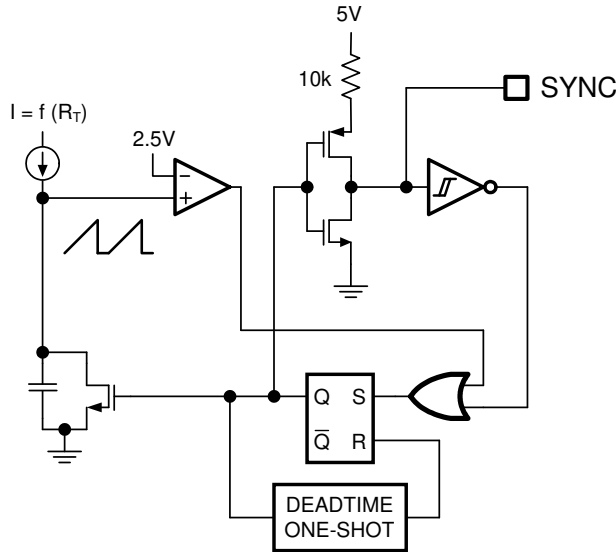 5V
10k
SYNC
I = f (R_T)
2.5V
−
+
Q S
Q̅ R
DEADTIME
ONE-SHOT